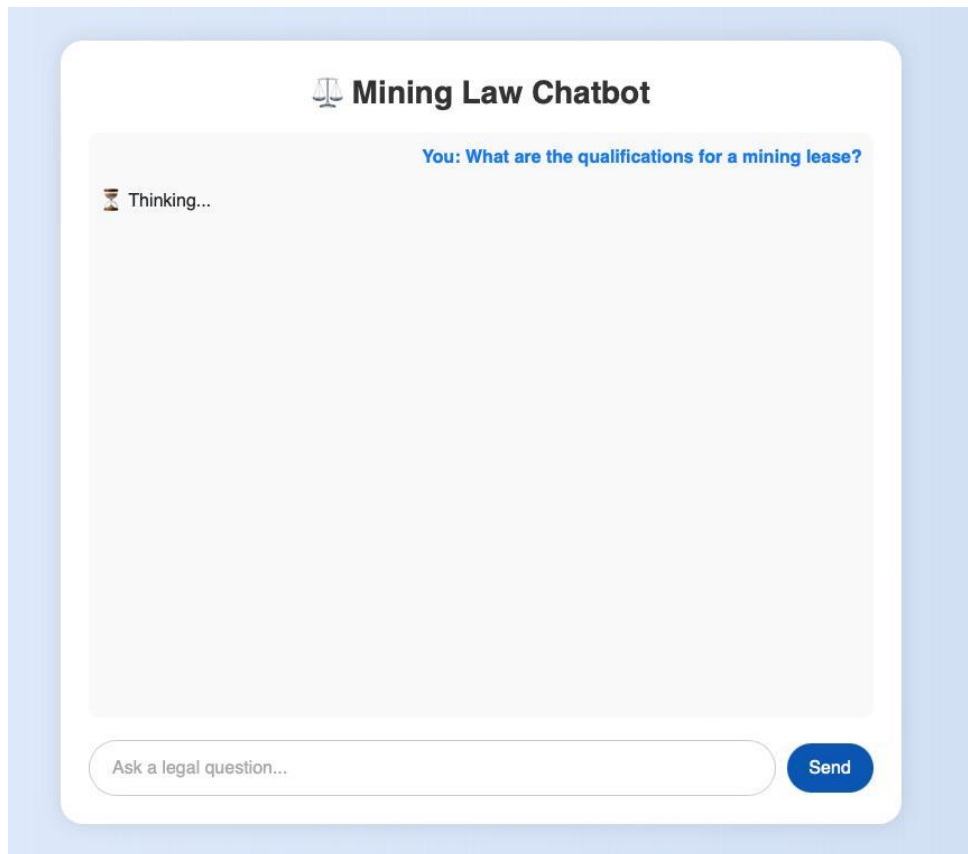 ⚖️ Mining Law Chatbot
You: What are the qualifications for a mining lease?
⏳ Thinking...
Ask a legal question...
Send